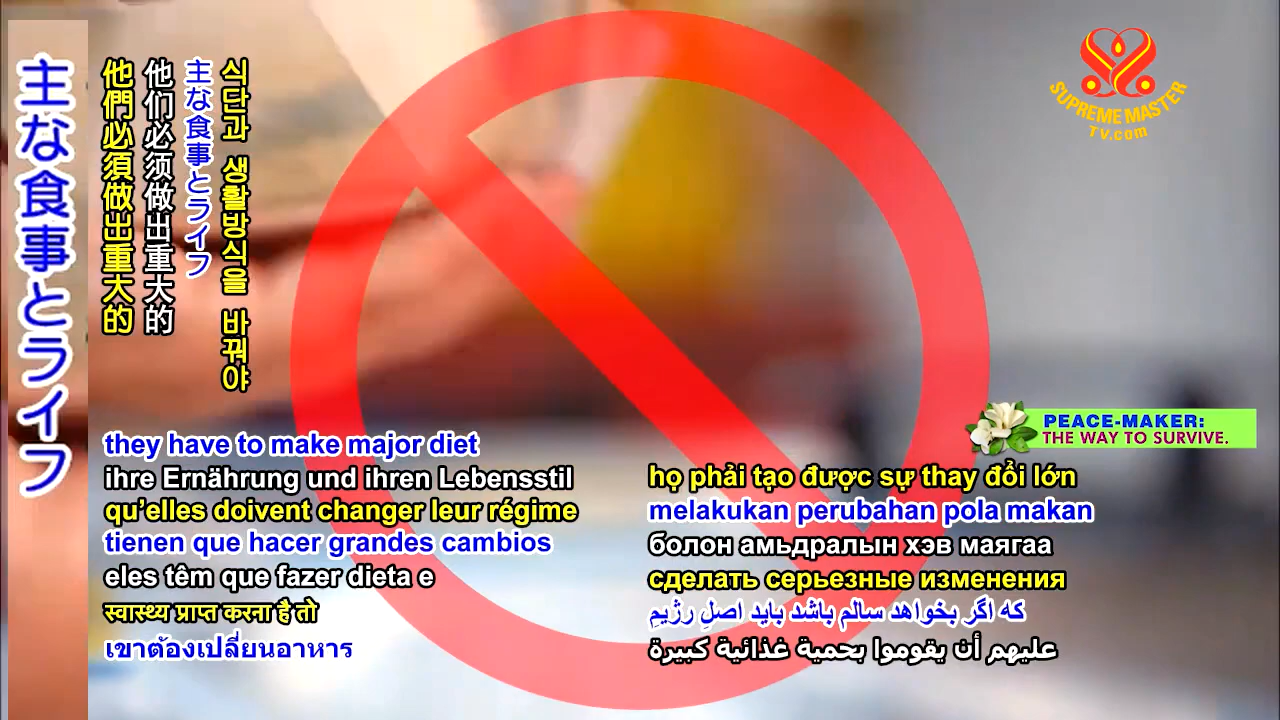 主な食事とライフ
他們必須做出重大的
他们必须做出重大的
主な食事とライフ
식단과 생활방식을 바꿔야
SUPREME MASTER
TV.com
PEACE-MAKER:
THE WAY TO SURVIVE.
they have to make major diet
ihre Ernährung und ihren Lebensstil
qu'elles doivent changer leur régime
tienen que hacer grandes cambios
eles têm que fazer dieta e
स्वास्थ्य प्राप्त करना है तो
เขาต้องเปลี่ยนอาหาร
họ phải tạo được sự thay đổi lớn
melakukan perubahan pola makan
болон амьдралын хэв маягаа
сделать серьезные изменения
که اگر بخواهد سالم باشد باید اصلِ رژیمِ
عليهم أن يقوموا بحمية غذائية كبيرة